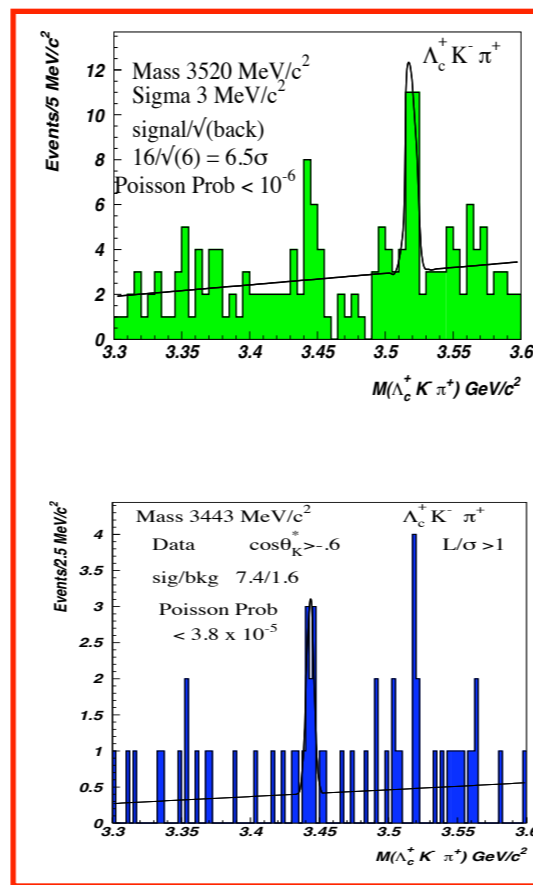 Events/5 MeV/c²
12
10
8
6
4
2
0
Mass 3520 MeV/c²
Sigma 3 MeV/c²
signal/√(back)
16/√(6) = 6.5σ
Poisson Prob < 10⁻⁶
Λc⁺ K⁻ π⁺
3.3 3.35 3.4 3.45 3.5 3.55 3.6
M(Λc⁺ K⁻ π⁺) GeV/c²
Events/2.5 MeV/c²
4
3.5
3
2.5
2
1.5
1
0.5
0
Mass 3443 MeV/c²
Λc⁺ K⁻ π⁺
Data cosθ*K>-.6 L/σ >1
sig/bkg 7.4/1.6
Poisson Prob
< 3.8 x 10⁻⁵
3.3 3.35 3.4 3.45 3.5 3.55 3.6
M(Λc⁺ K⁻ π⁺) GeV/c²